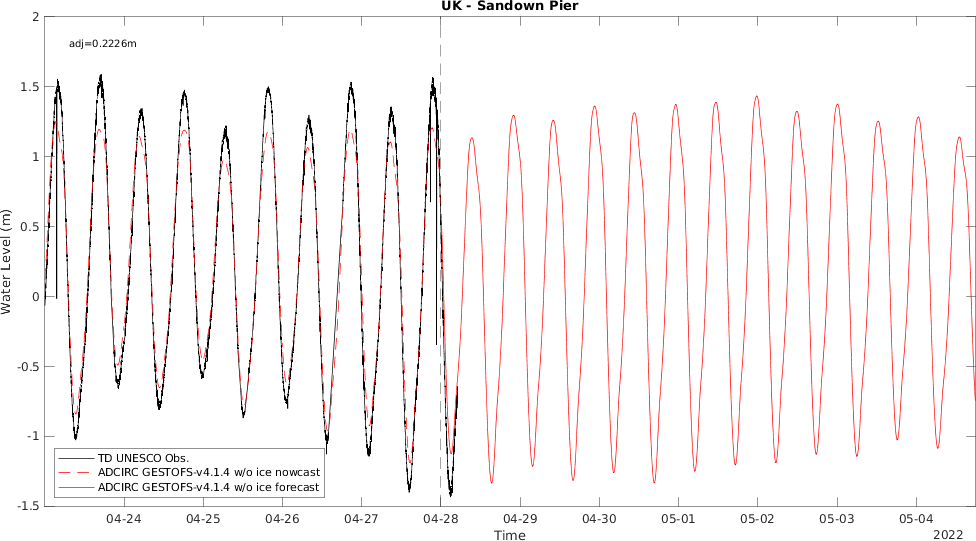 UK - Sandown Pier
adj=0.2226m
Water Level (m)
2
1.5
1
0.5
0
-0.5
-1
-1.5
TD UNESCO Obs.
ADCIRC GESTOFS-v4.1.4 w/o ice nowcast
ADCIRC GESTOFS-v4.1.4 w/o ice forecast
04-24 04-25 04-26 04-27 04-28 04-29 04-30 05-01 05-02 05-03 05-04
Time
2022